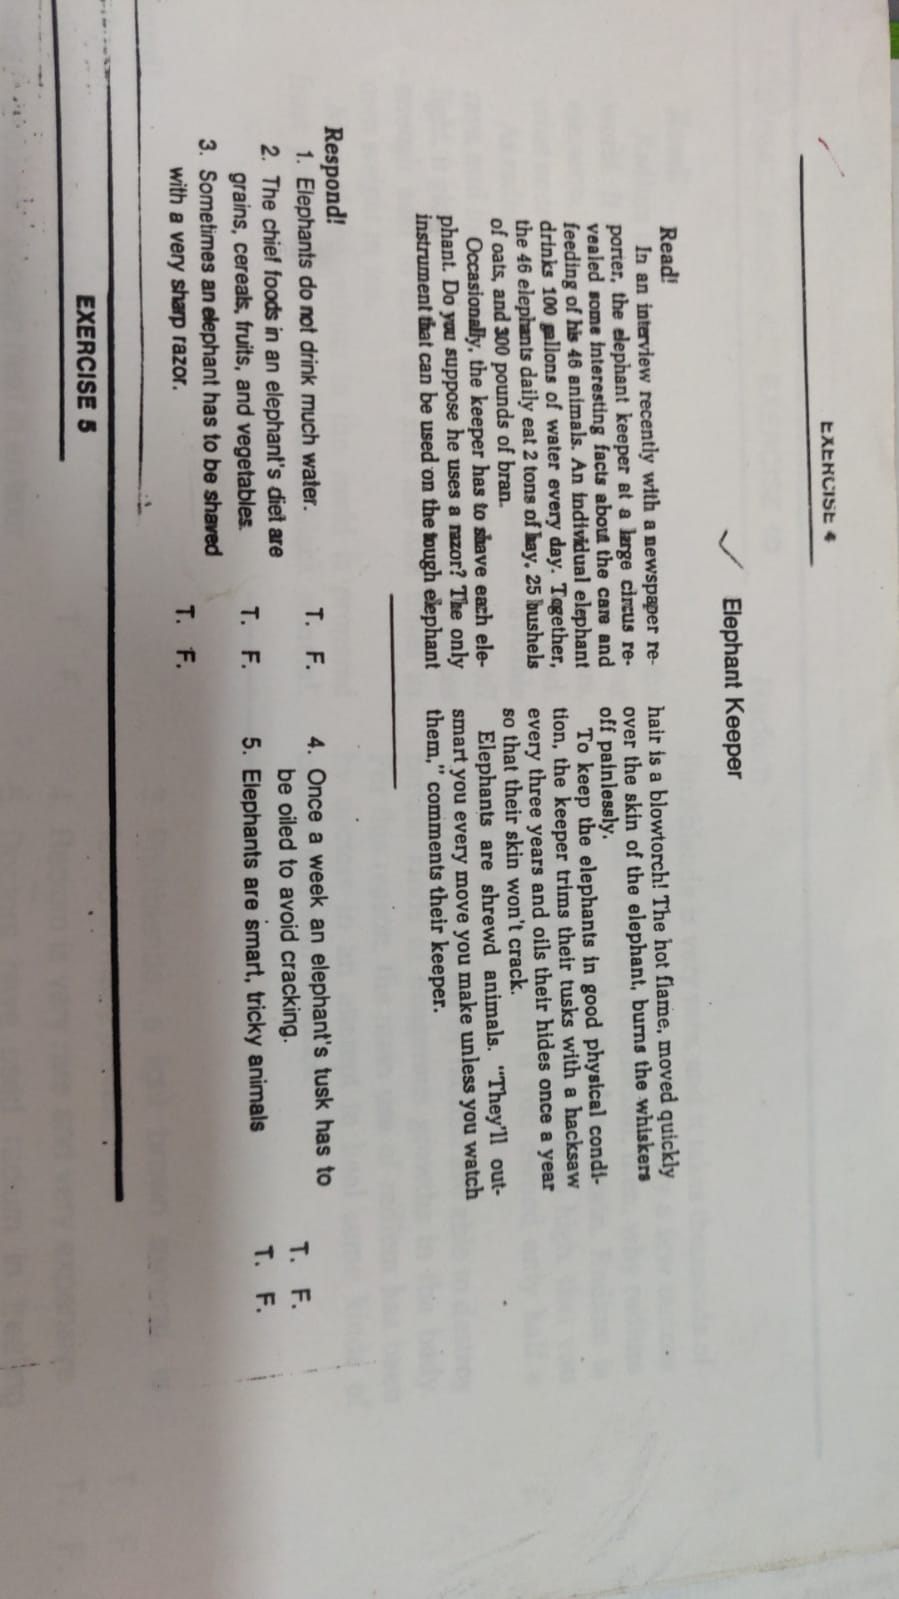 EXERCISE 4
Elephant Keeper
Read!
In an interview recently with a newspaper re-
porter, the elephant keeper at a large circus re-
vealed some interesting facts about the care and
feeding of his 46 animals. An individual elephant
drinks 100 gallons of water every day. Together,
the 46 elephants daily eat 2 tons of hay, 25 bushels
of oats, and 300 pounds of bran.
Occasionally, the keeper has to shave each ele-
phant. Do you suppose he uses a razor? The only
instrument that can be used on the tough elephant
hair is a blowtorch! The hot flame, moved quickly
over the skin of the elephant, burns the whiskers
off painlessly.
To keep the elephants in good physical condi-
tion, the keeper trims their tusks with a hacksaw
every three years and oils their hides once a year
so that their skin won't crack.
Elephants are shrewd animals. "They'll out-
smart you every move you make unless you watch
them," comments their keeper.
Respond!
1. Elephants do not drink much water. T. F.
2. The chief foods in an elephant's diet are
grains, cereals, fruits, and vegetables. T. F.
3. Sometimes an elephant has to be shaved
with a very sharp razor. T. F.
4. Once a week an elephant's tusk has to
be oiled to avoid cracking. T. F.
5. Elephants are smart, tricky animals T. F.
EXERCISE 5